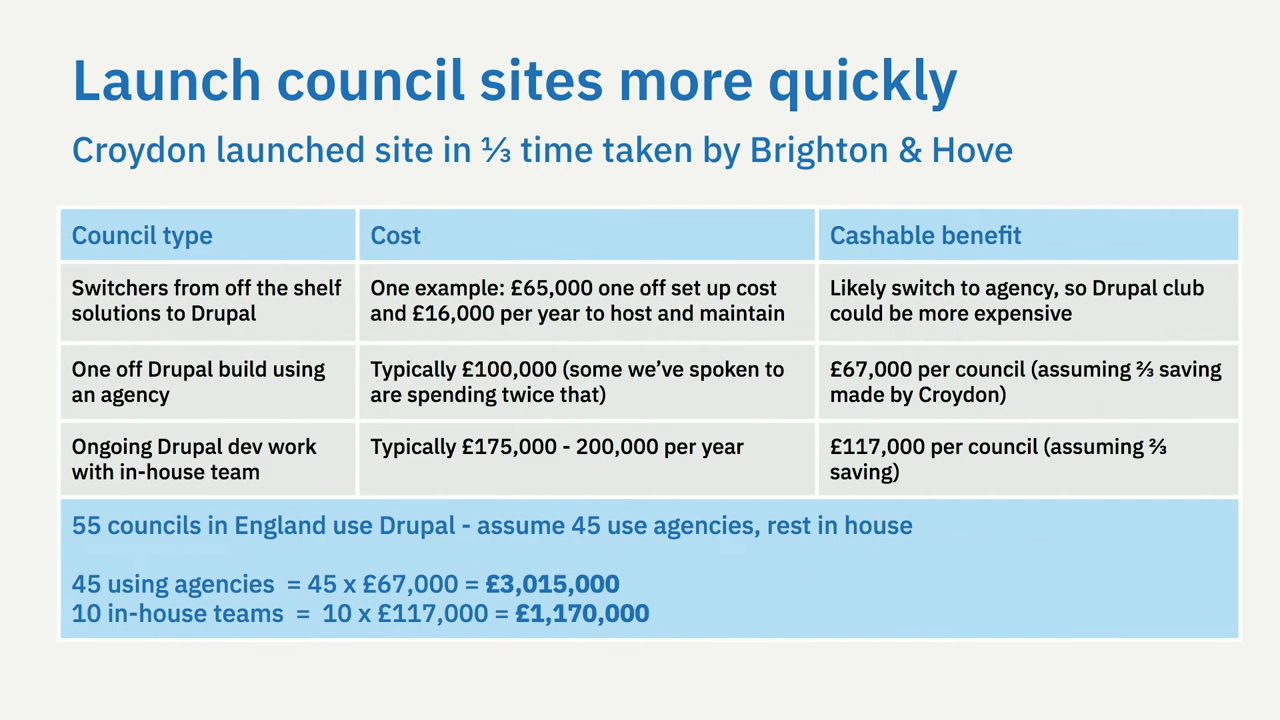 Launch council sites more quickly
Croydon launched site in ⅓ time taken by Brighton & Hove
Council type
Cost
Cashable benefit
Switchers from off the shelf
solutions to Drupal
One example: £65,000 one off set up cost
and £16,000 per year to host and maintain
Likely switch to agency, so Drupal club
could be more expensive
One off Drupal build using
an agency
Typically £100,000 (some we’ve spoken to
are spending twice that)
£67,000 per council (assuming ⅔ saving
made by Croydon)
Ongoing Drupal dev work
with in-house team
Typically £175,000 - 200,000 per year
£117,000 per council (assuming ⅔
saving)
55 councils in England use Drupal - assume 45 use agencies, rest in house
45 using agencies = 45 x £67,000 = £3,015,000
10 in-house teams = 10 x £117,000 = £1,170,000